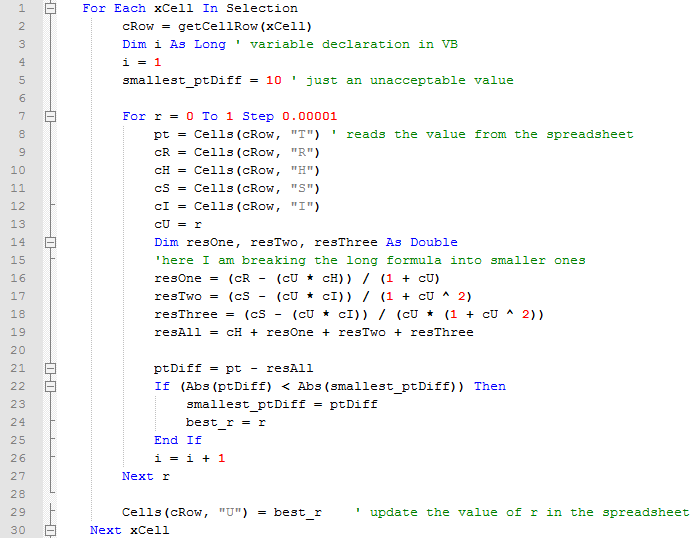 1 For Each xCell In Selection
2 cRow = getCellRow(xCell)
3 Dim i As Long ' variable declaration in VB
4 i = 1
5 smallest_ptDiff = 10 ' just an unacceptable value
6
7 For r = 0 To 1 Step 0.00001
8 pt = Cells(cRow, "T") ' reads the value from the spreadsheet
9 cR = Cells(cRow, "R")
10 cH = Cells(cRow, "H")
11 cS = Cells(cRow, "S")
12 cI = Cells(cRow, "I")
13 cU = r
14 Dim resOne, resTwo, resThree As Double
15 'here I am breaking the long formula into smaller ones
16 resOne = (cR - (cU * cH)) / (1 + cU)
17 resTwo = (cS - (cU * cI)) / (1 + cU ^ 2)
18 resThree = (cS - (cU * cI)) / (cU * (1 + cU ^ 2))
19 resAll = cH + resOne + resTwo + resThree
20
21 ptDiff = pt - resAll
22 If (Abs(ptDiff) < Abs(smallest_ptDiff)) Then
23 smallest_ptDiff = ptDiff
24 best_r = r
25 End If
26 i = i + 1
27 Next r
28
29 Cells(cRow, "U") = best_r ' update the value of r in the spreadsheet
30 Next xCell